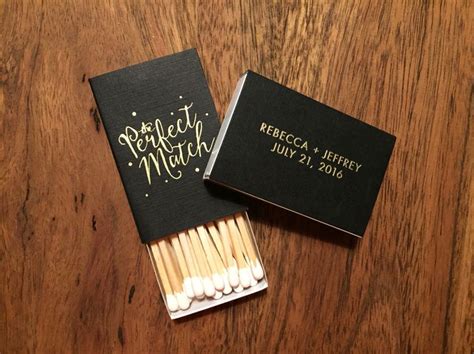 the
Perfect
Match
REBECCA + JEFFREY
JULY 21, 2016